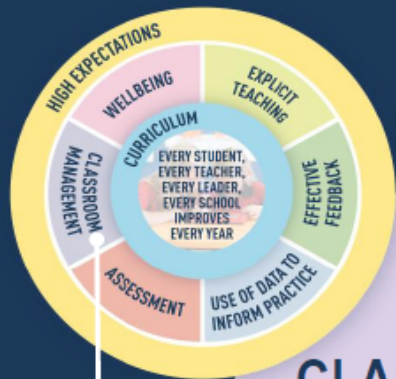 HIGH EXPECTATIONS
WELLBEING
EXPLICIT
TEACHING
EFFECTIVE
FEEDBACK
USE OF DATA TO
INFORM PRACTICE
ASSESSMENT
CLASSROOM
MANAGEMENT
CURRICULUM
EVERY STUDENT,
EVERY TEACHER,
EVERY LEADER,
EVERY SCHOOL
IMPROVES
EVERY YEAR